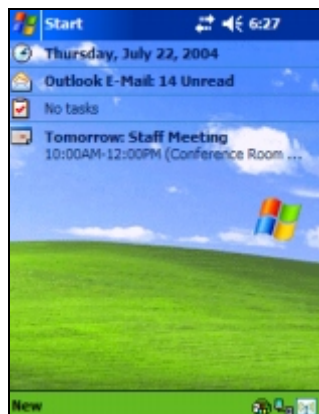 Start 6:27
Thursday, July 22, 2004
Outlook E-Mail: 14 Unread
No tasks
Tomorrow: Staff Meeting
10:00AM-12:00PM (Conference Room ...
New